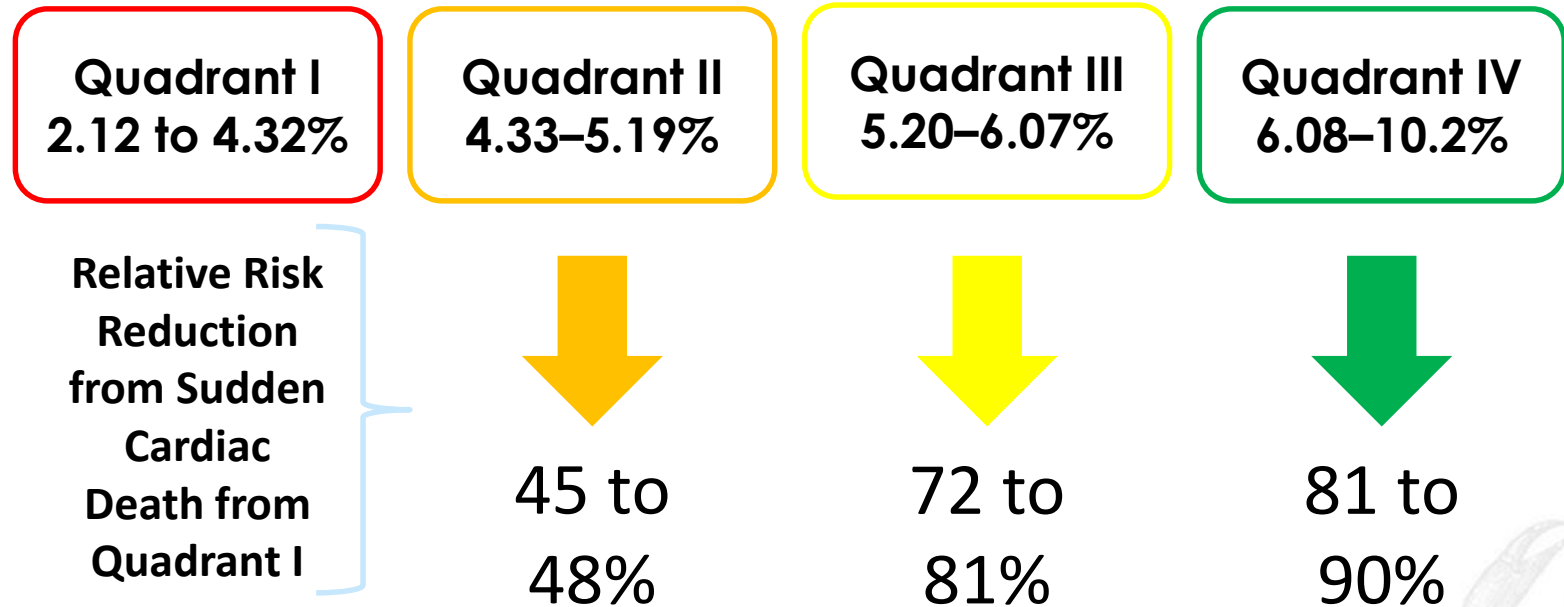 Quadrant I
2.12 to 4.32%
Quadrant II
4.33–5.19%
Quadrant III
5.20–6.07%
Quadrant IV
6.08–10.2%
Relative Risk
Reduction
from Sudden
Cardiac
Death from
Quadrant I
45 to
48%
72 to
81%
81 to
90%